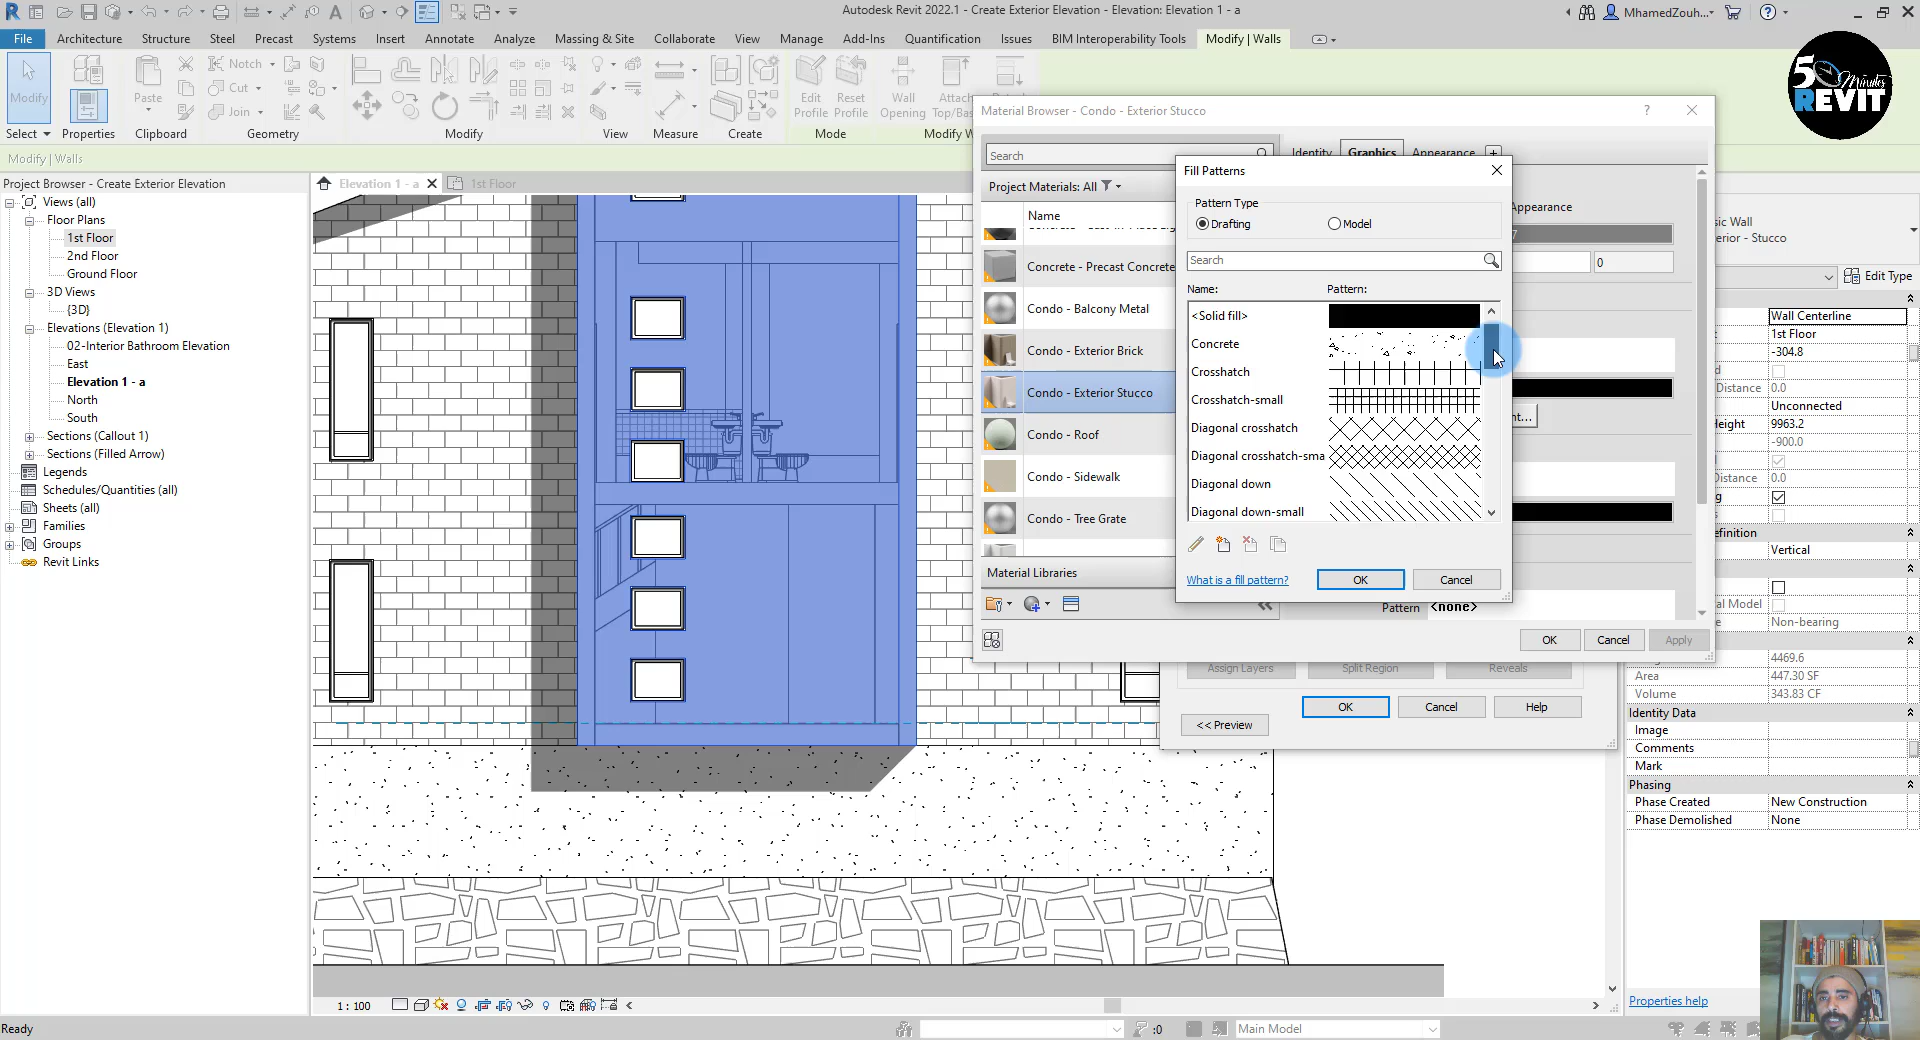 Autodesk Revit 2022.1 - Create Exterior Elevation - Elevation: Elevation 1 - a
MhamedZouh...
File Architecture Structure Steel Precast Systems Insert Annotate Analyze Massing & Site Collaborate View Manage Add-Ins Quantification Issues BIM Interoperability Tools Modify | Walls
Modify
Paste
Notch
Cut
Join
Edit Profile
Reset Profile
Wall Opening
Attach Top/Bas
Select Properties Clipboard Geometry Modify View Measure Create Mode Modify W
5 Minutes
REVIT
Modify | Walls
Project Browser - Create Exterior Elevation
Views (all)
Floor Plans
1st Floor
2nd Floor
Ground Floor
3D Views
{3D}
Elevations (Elevation 1)
02-Interior Bathroom Elevation
East
Elevation 1 - a
North
South
Sections (Callout 1)
Sections (Filled Arrow)
Legends
Schedules/Quantities (all)
Sheets (all)
Families
Groups
Revit Links
Elevation 1 - a
1st Floor
Material Browser - Condo - Exterior Stucco
Search
Identity Graphics Appearance
Project Materials: All
Name
Concrete - Precast Concrete
Condo - Balcony Metal
Condo - Exterior Brick
Condo - Exterior Stucco
Condo - Roof
Condo - Sidewalk
Condo - Tree Grate
Material Libraries
Appearance
0
Pattern <none>
OK Cancel Apply
Fill Patterns
Pattern Type
Drafting Model
Search
Name: Pattern:
<Solid fill>
Concrete
Crosshatch
Crosshatch-small
Diagonal crosshatch
Diagonal crosshatch-sma
Diagonal down
Diagonal down-small
What is a fill pattern?
OK Cancel
Assign Layers Split Region Reveals
OK Cancel Help
<< Preview
sic Wall
erior - Stucco
Edit Type
Wall Centerline
1st Floor
-304.8
Distance 0.0
Unconnected
Height 9963.2
-900.0
Distance 0.0
efinition
Vertical
al Model
Non-bearing
4469.6
Area 447.30 SF
Volume 343.83 CF
Identity Data
Image
Comments
Mark
Phasing
Phase Created New Construction
Phase Demolished None
Properties help
1 : 100
Ready
:0
Main Model